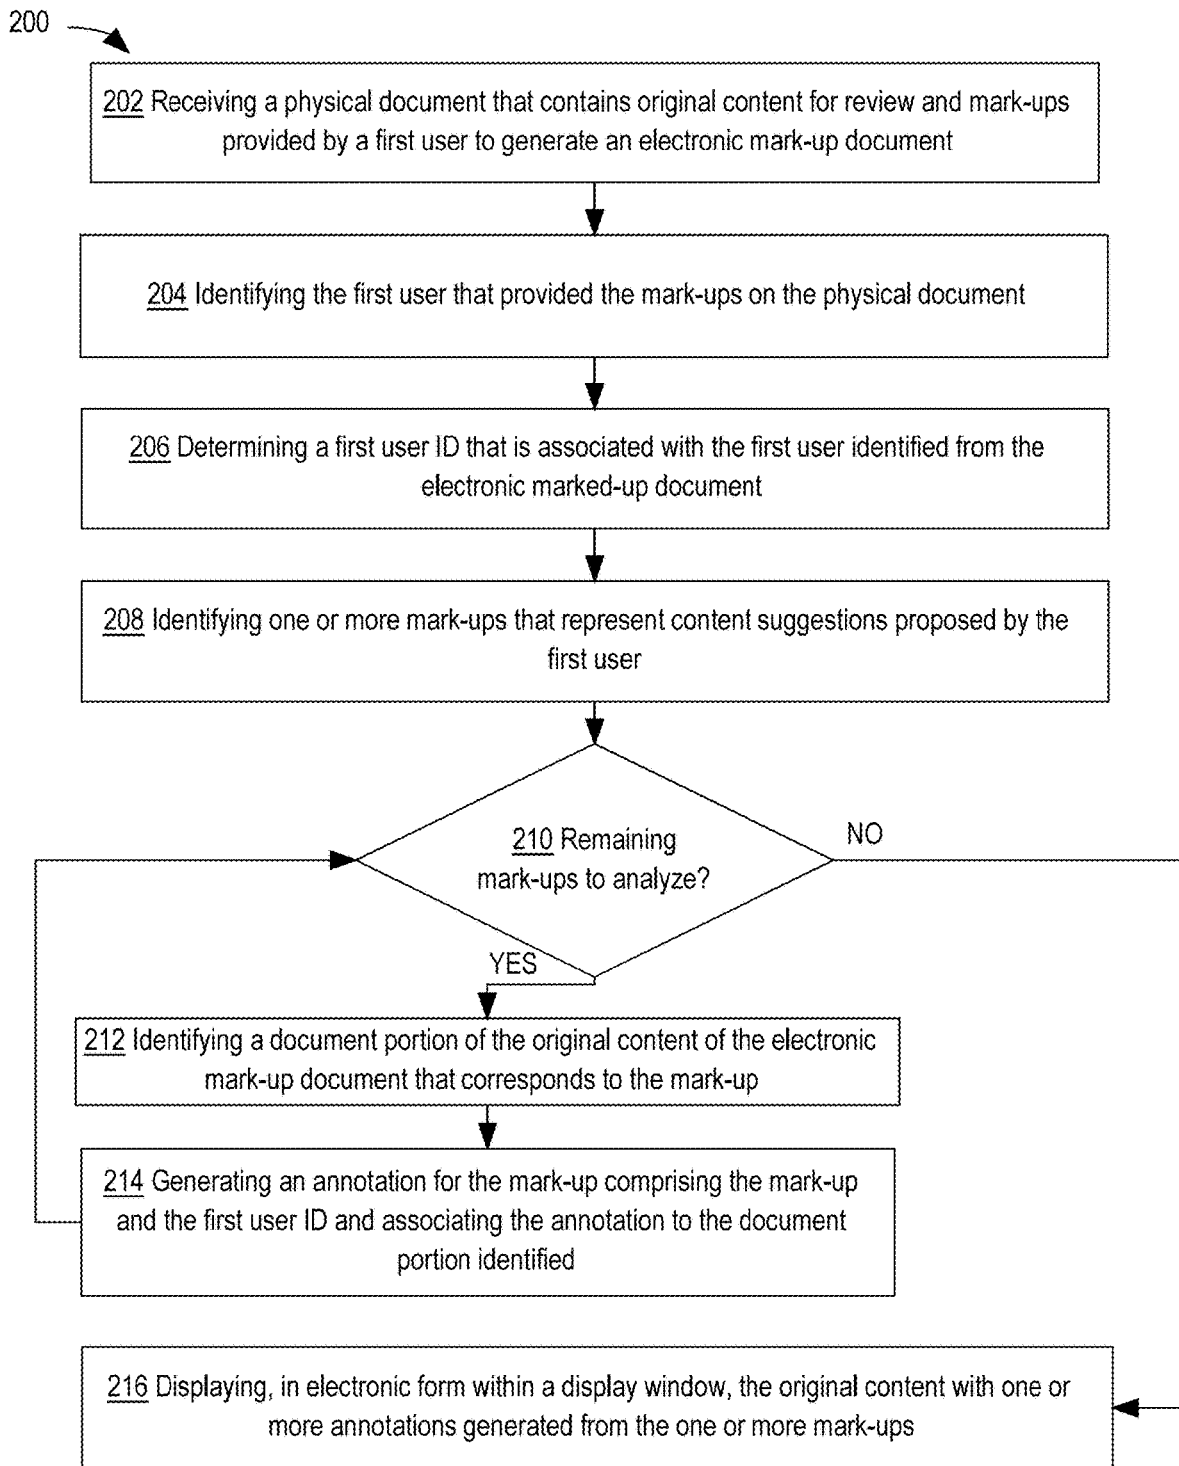 200
202 Receiving a physical document that contains original content for review and mark-ups
provided by a first user to generate an electronic mark-up document
204 Identifying the first user that provided the mark-ups on the physical document
206 Determining a first user ID that is associated with the first user identified from the
electronic marked-up document
208 Identifying one or more mark-ups that represent content suggestions proposed by the
first user
210 Remaining
mark-ups to analyze?
NO
YES
212 Identifying a document portion of the original content of the electronic
mark-up document that corresponds to the mark-up
214 Generating an annotation for the mark-up comprising the mark-up
and the first user ID and associating the annotation to the document
portion identified
216 Displaying, in electronic form within a display window, the original content with one or
more annotations generated from the one or more mark-ups